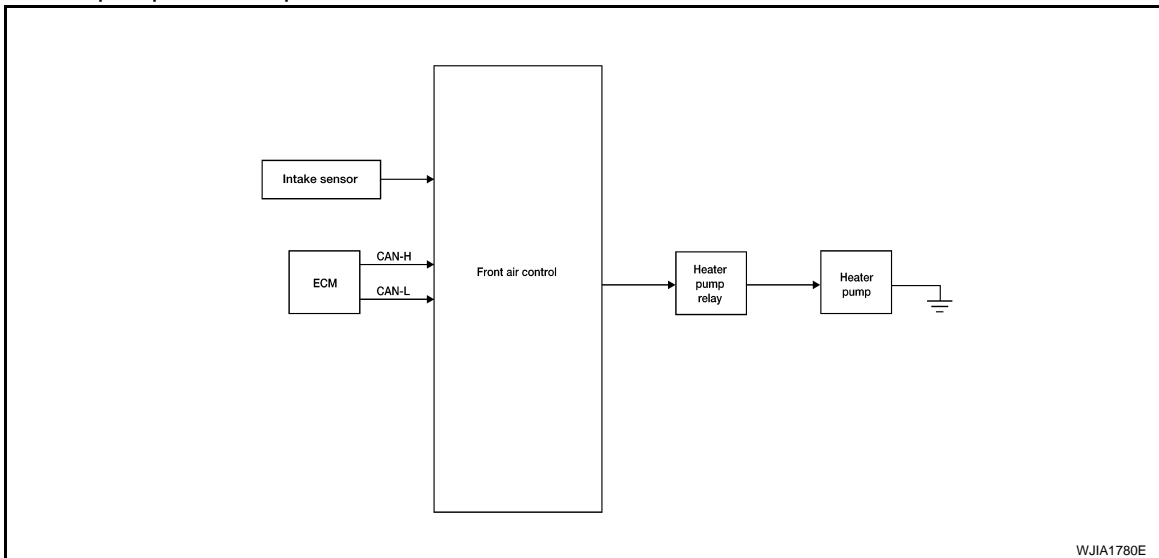 Intake sensor
CAN-H
ECM
CAN-L
Front air control
Heater
pump
relay
Heater
pump
WJIA1780E